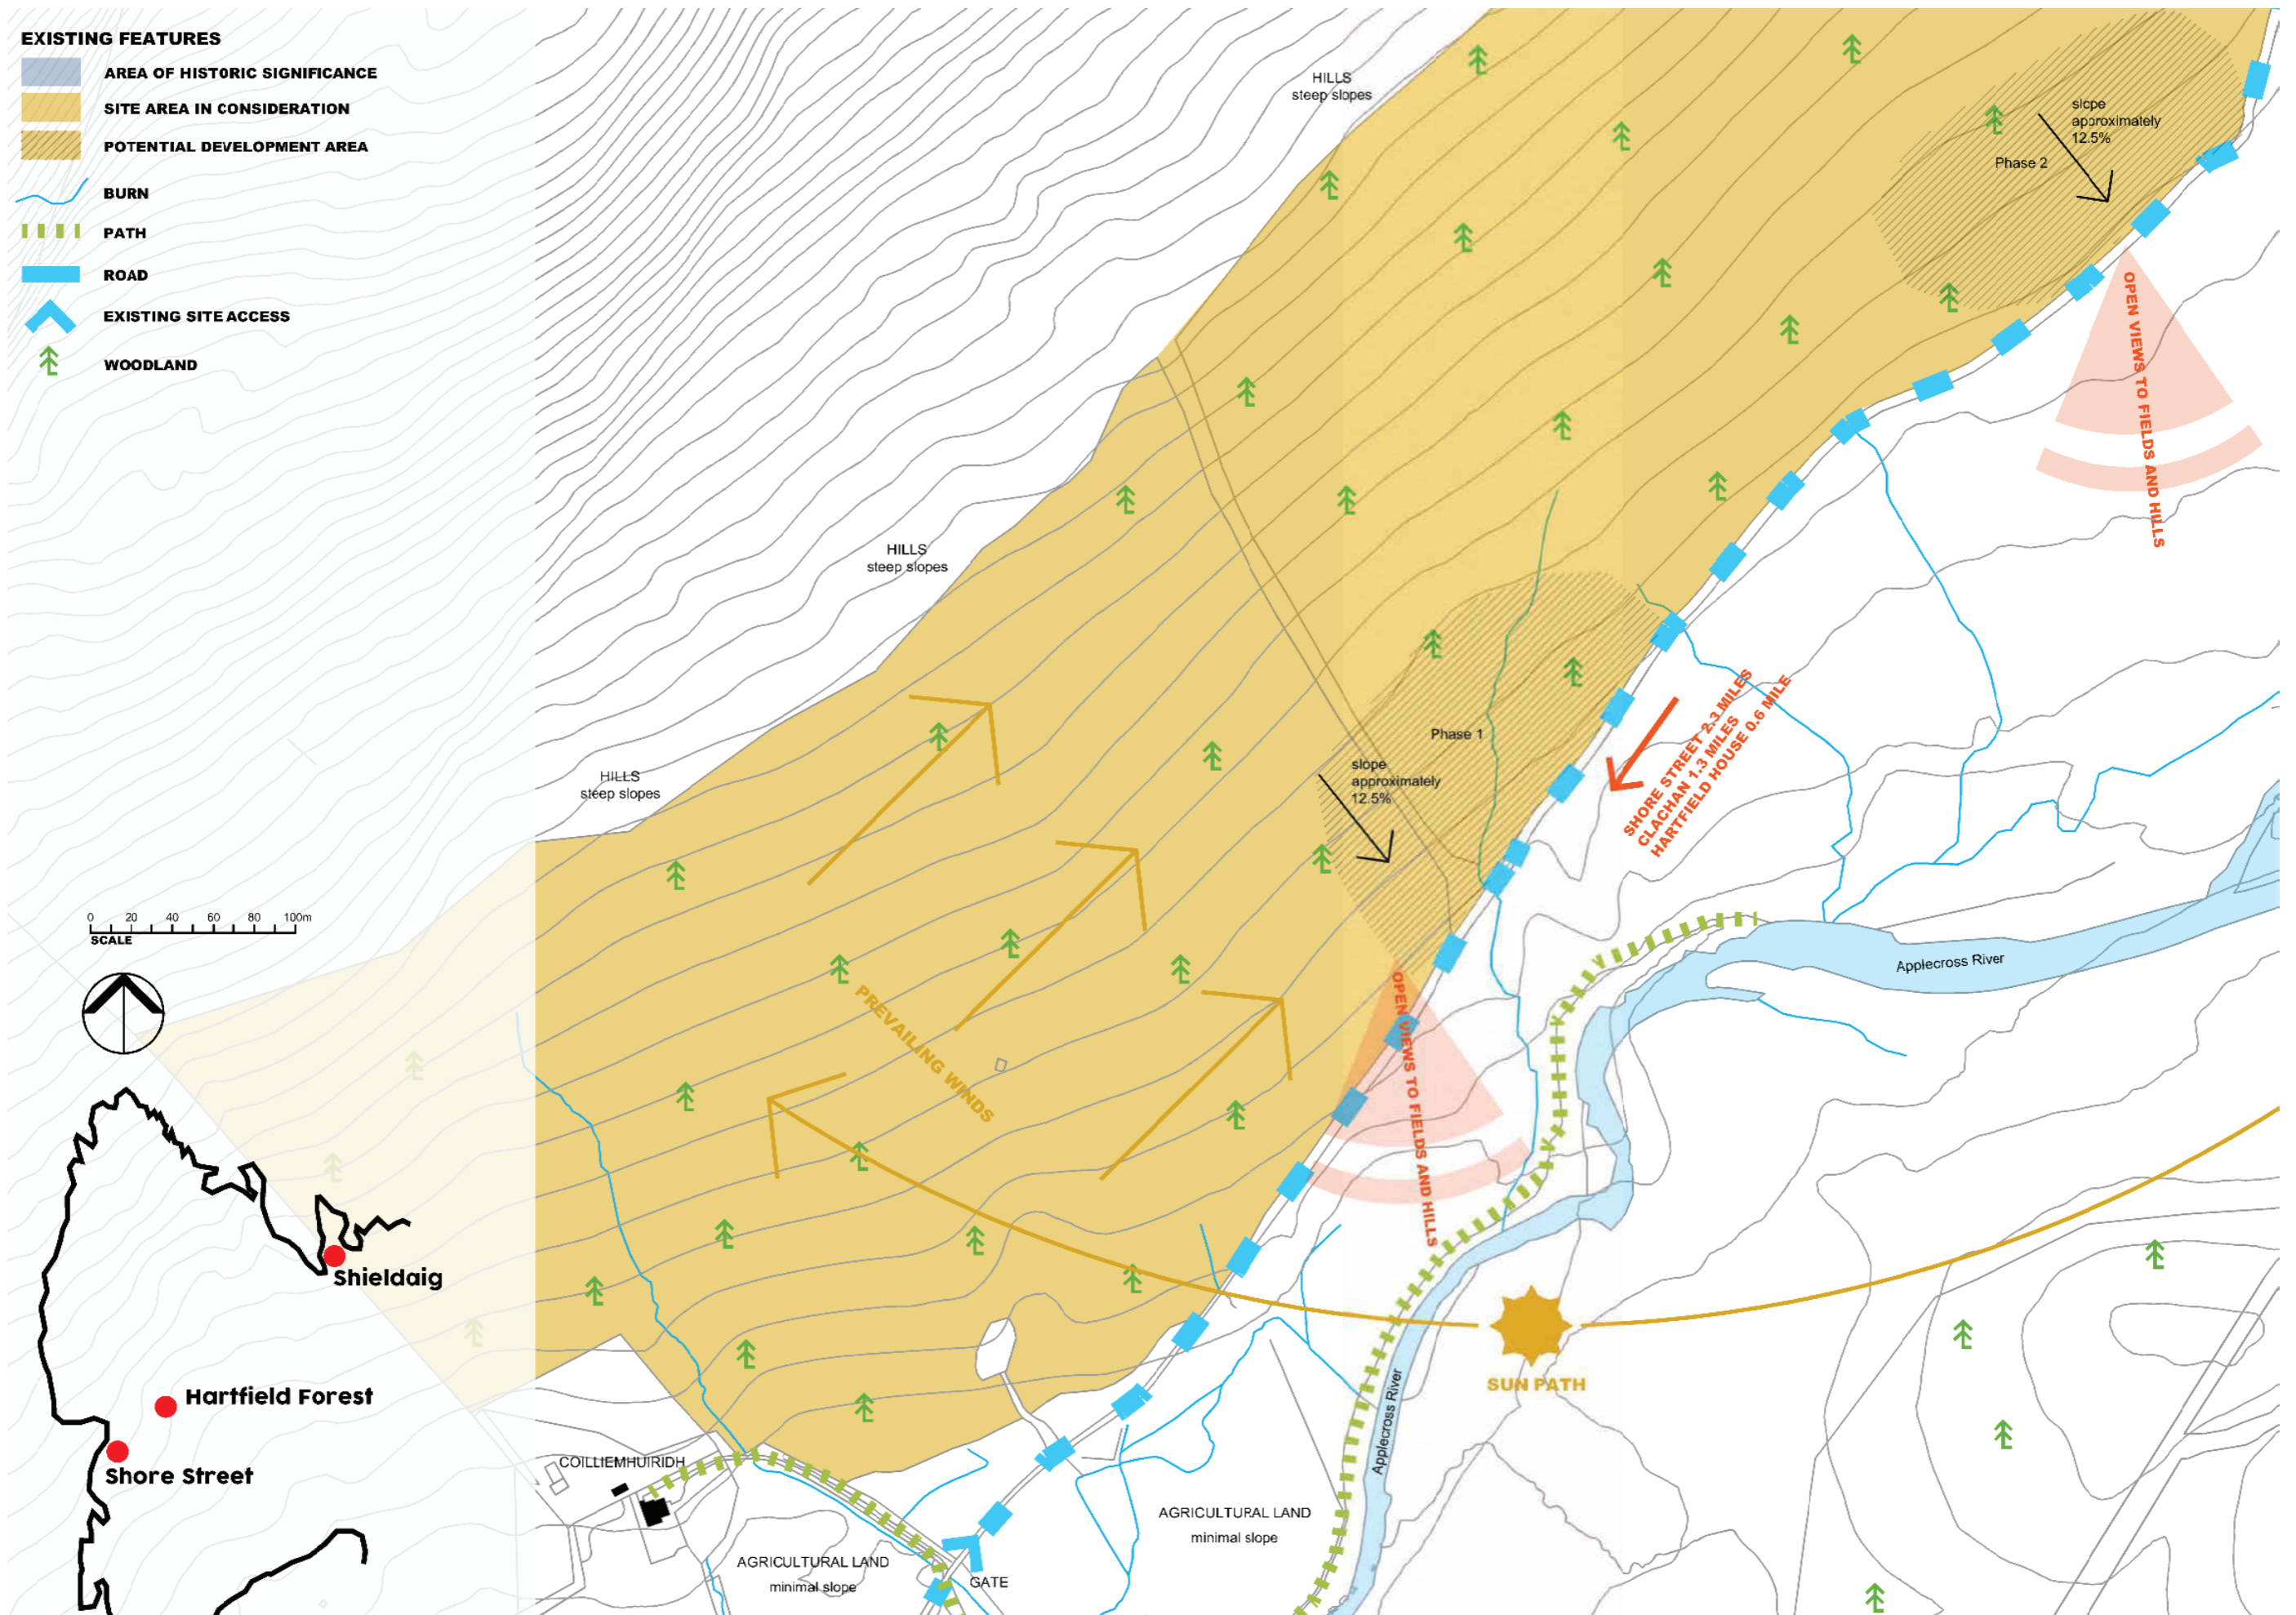 EXISTING FEATURES
AREA OF HISTORIC SIGNIFICANCE
SITE AREA IN CONSIDERATION
POTENTIAL DEVELOPMENT AREA
BURN
PATH
ROAD
EXISTING SITE ACCESS
WOODLAND
HILLS
steep slopes
slope
approximately
12.5%
Phase 2
OPEN VIEWS TO FIELDS AND HILLS
HILLS
steep slopes
Phase 1
slope
approximately
12.5%
SHORE STREET 2.3 MILES
CLACHAN 1.3 MILES
HARTFIELD HOUSE 0.6 MILE
HILLS
steep slopes
0 20 40 60 80 100m
SCALE
Applecross River
PREVAILING WINDS
OPEN VIEWS TO FIELDS AND HILLS
Shieldaig
Hartfield Forest
Shore Street
SUN PATH
Applecross River
COILLIEMHUIRIDH
AGRICULTURAL LAND
minimal slope
AGRICULTURAL LAND
minimal slope
GATE